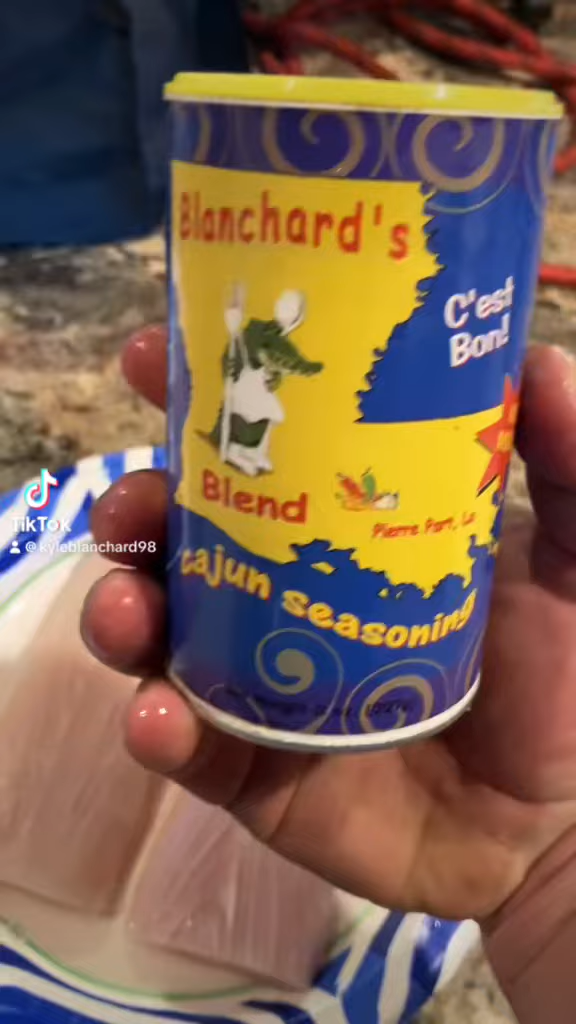 Blanchard's
C'est
Bon!
Blend
Pierre Part, La
cajun seasoning
TikTok
@kyleblanchard98